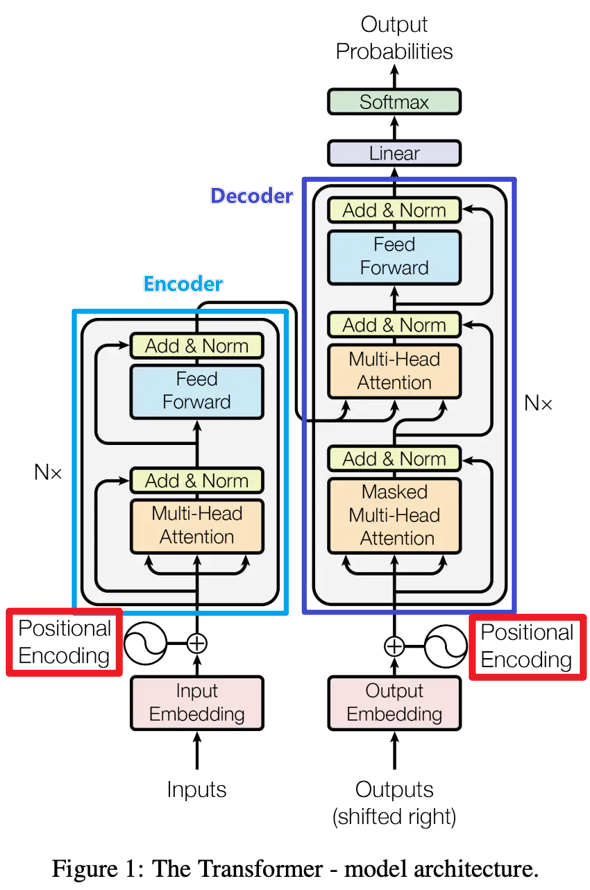 Output
Probabilities
Softmax
Linear
Decoder
Add & Norm
Feed
Forward
Add & Norm
Multi-Head
Attention
N×
Add & Norm
Masked
Multi-Head
Attention
Encoder
Add & Norm
Feed
Forward
N×
Add & Norm
Multi-Head
Attention
Positional
Encoding
Positional
Encoding
Input
Embedding
Output
Embedding
Inputs
Outputs
(shifted right)
Figure 1: The Transformer - model architecture.